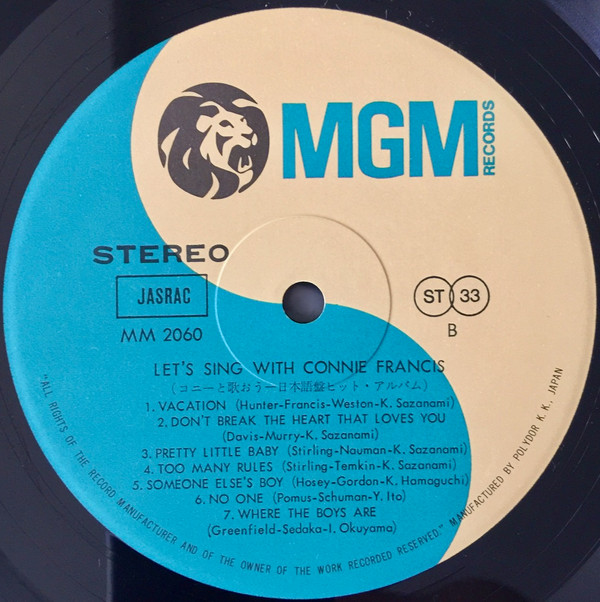 MGM
RECORDS
STEREO
JASRAC
MM 2060
ST 33
B
LET'S SING WITH CONNIE FRANCIS
(コニーと歌おう—日本語盤ヒット・アルバム)
1. VACATION (Hunter-Francis-Weston-K. Sazanami)
2. DON'T BREAK THE HEART THAT LOVES YOU
(Davis-Murry-K. Sazanami)
3. PRETTY LITTLE BABY (Stirling-Nauman-K. Sazanami)
4. TOO MANY RULES (Stirling-Temkin-K. Sazanami)
5. SOMEONE ELSE'S BOY (Hosey-Gordon-K. Hamaguchi)
6. NO ONE (Pomus-Schuman-Y. Ito)
7. WHERE THE BOYS ARE
(Greenfield-Sedaka-I. Okuyama)
"ALL RIGHTS OF THE RECORD MANUFACTURER AND OF THE OWNER OF THE WORK RECORDED RESERVED." MANUFACTURED BY POLYDOR K. K., JAPAN